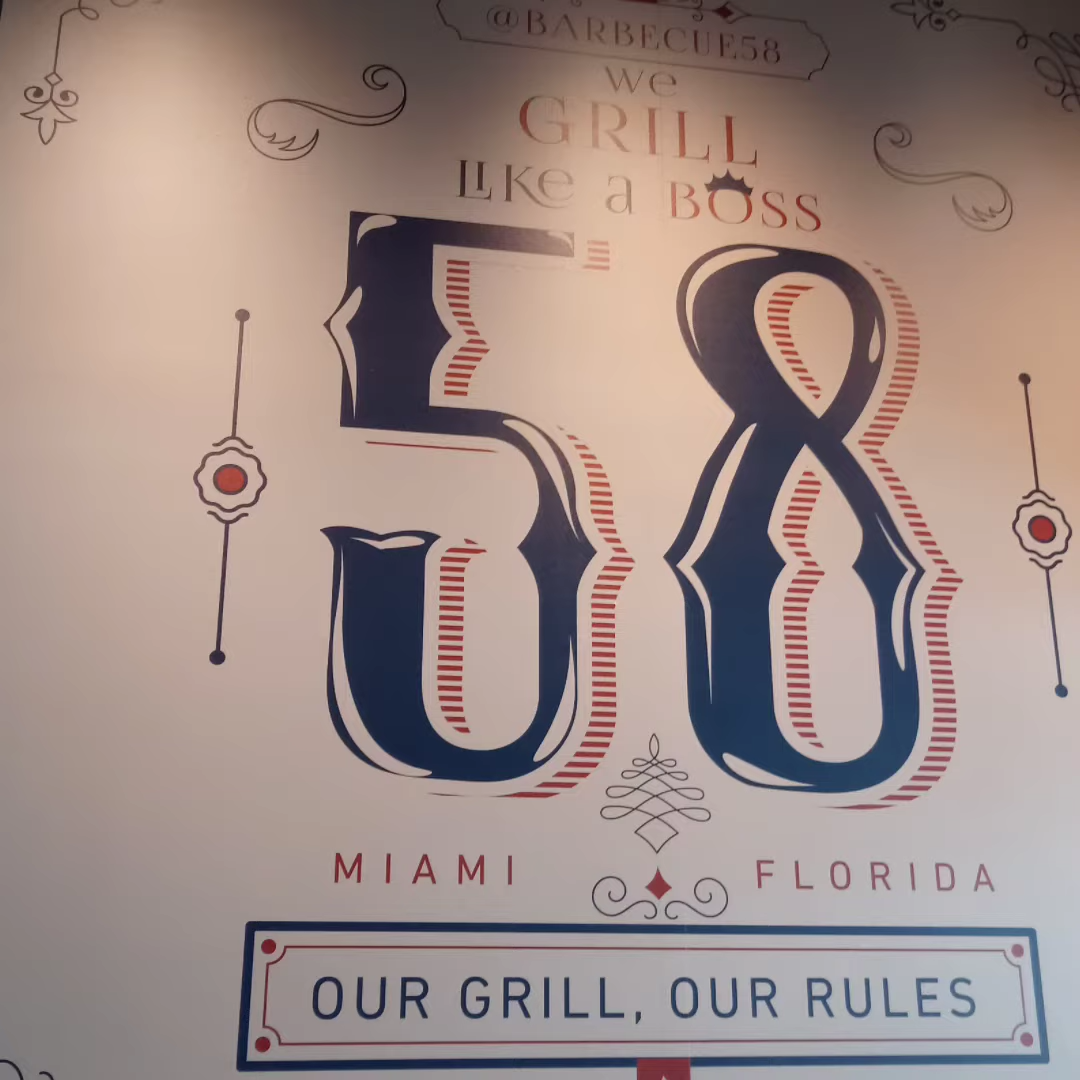 @BARBECUE58
we
GRILL
LIKe a BOSS
58
MIAMI FLORIDA
OUR GRILL, OUR RULES